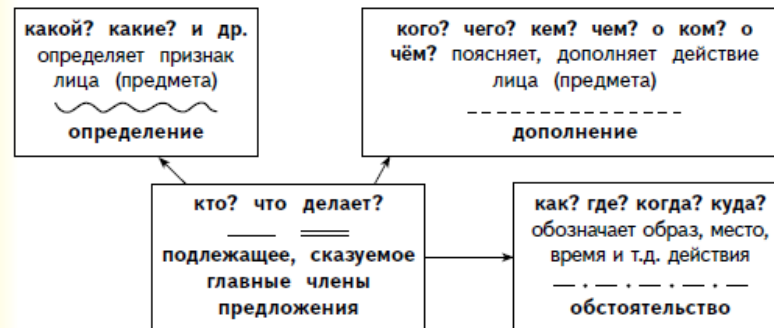 какой? какие? и др.
определяет признак
лица (предмета)
определение
кого? чего? кем? чем? о ком? о
чём? поясняет, дополняет действие
лица (предмета)
дополнение
кто? что делает?
подлежащее, сказуемое
главные члены
предложения
как? где? когда? куда?
обозначает образ, место,
время и т.д. действия
обстоятельство